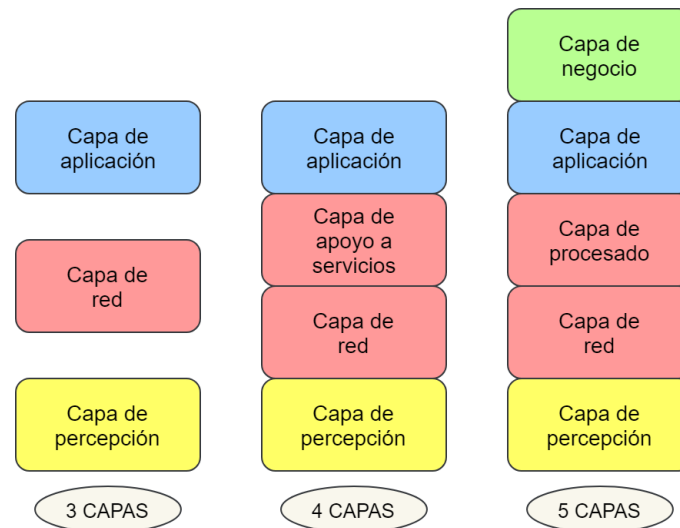 Capa de
negocio
Capa de
aplicación
Capa de
aplicación
Capa de
aplicación
Capa de
red
Capa de
apoyo a
servicios
Capa de
procesado
Capa de
red
Capa de
red
Capa de
percepción
Capa de
percepción
Capa de
percepción
3 CAPAS
4 CAPAS
5 CAPAS